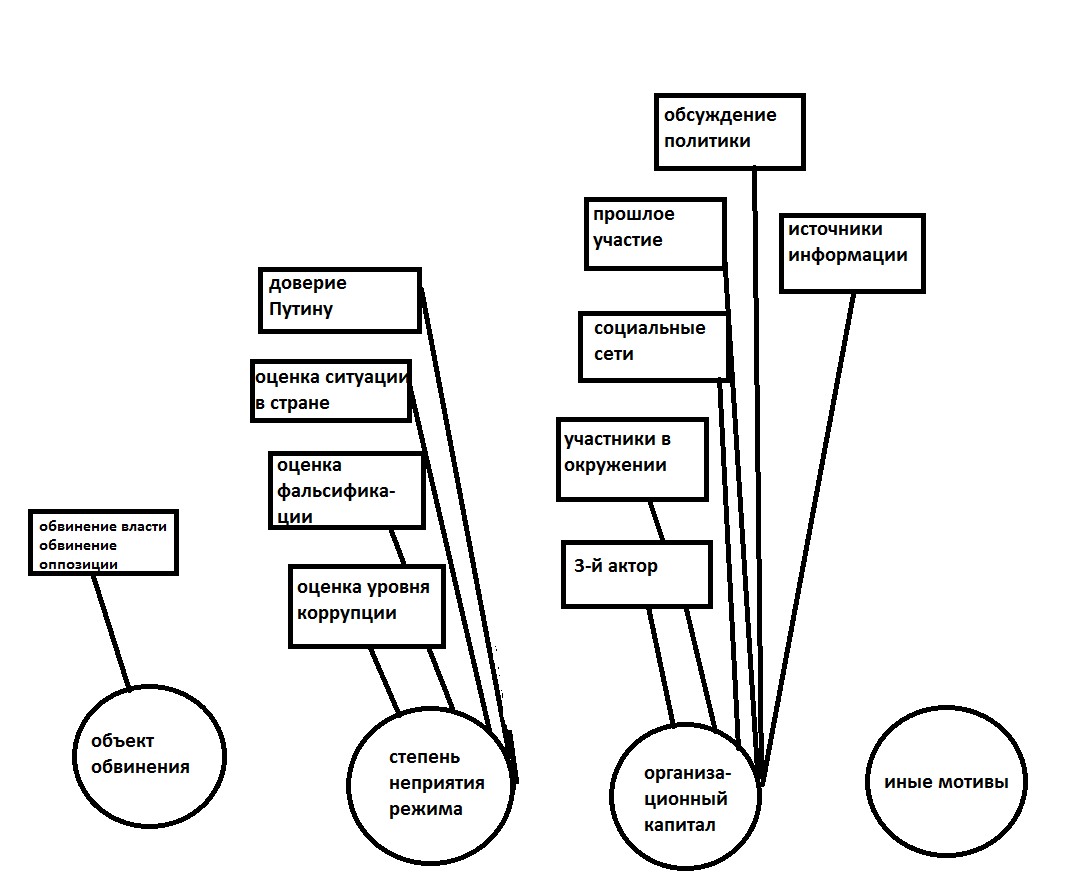 обсуждение
политики
прошлое
участие
источники
информации
доверие
Путину
социальные
сети
оценка ситуации
в стране
участники в
окружении
оценка
фальсифика-
ции
обвинение власти
обвинение
оппозиции
3-й актор
оценка уровня
коррупции
объект
обвинения
степень
неприятия
режима
организа-
ционный
капитал
иные мотивы